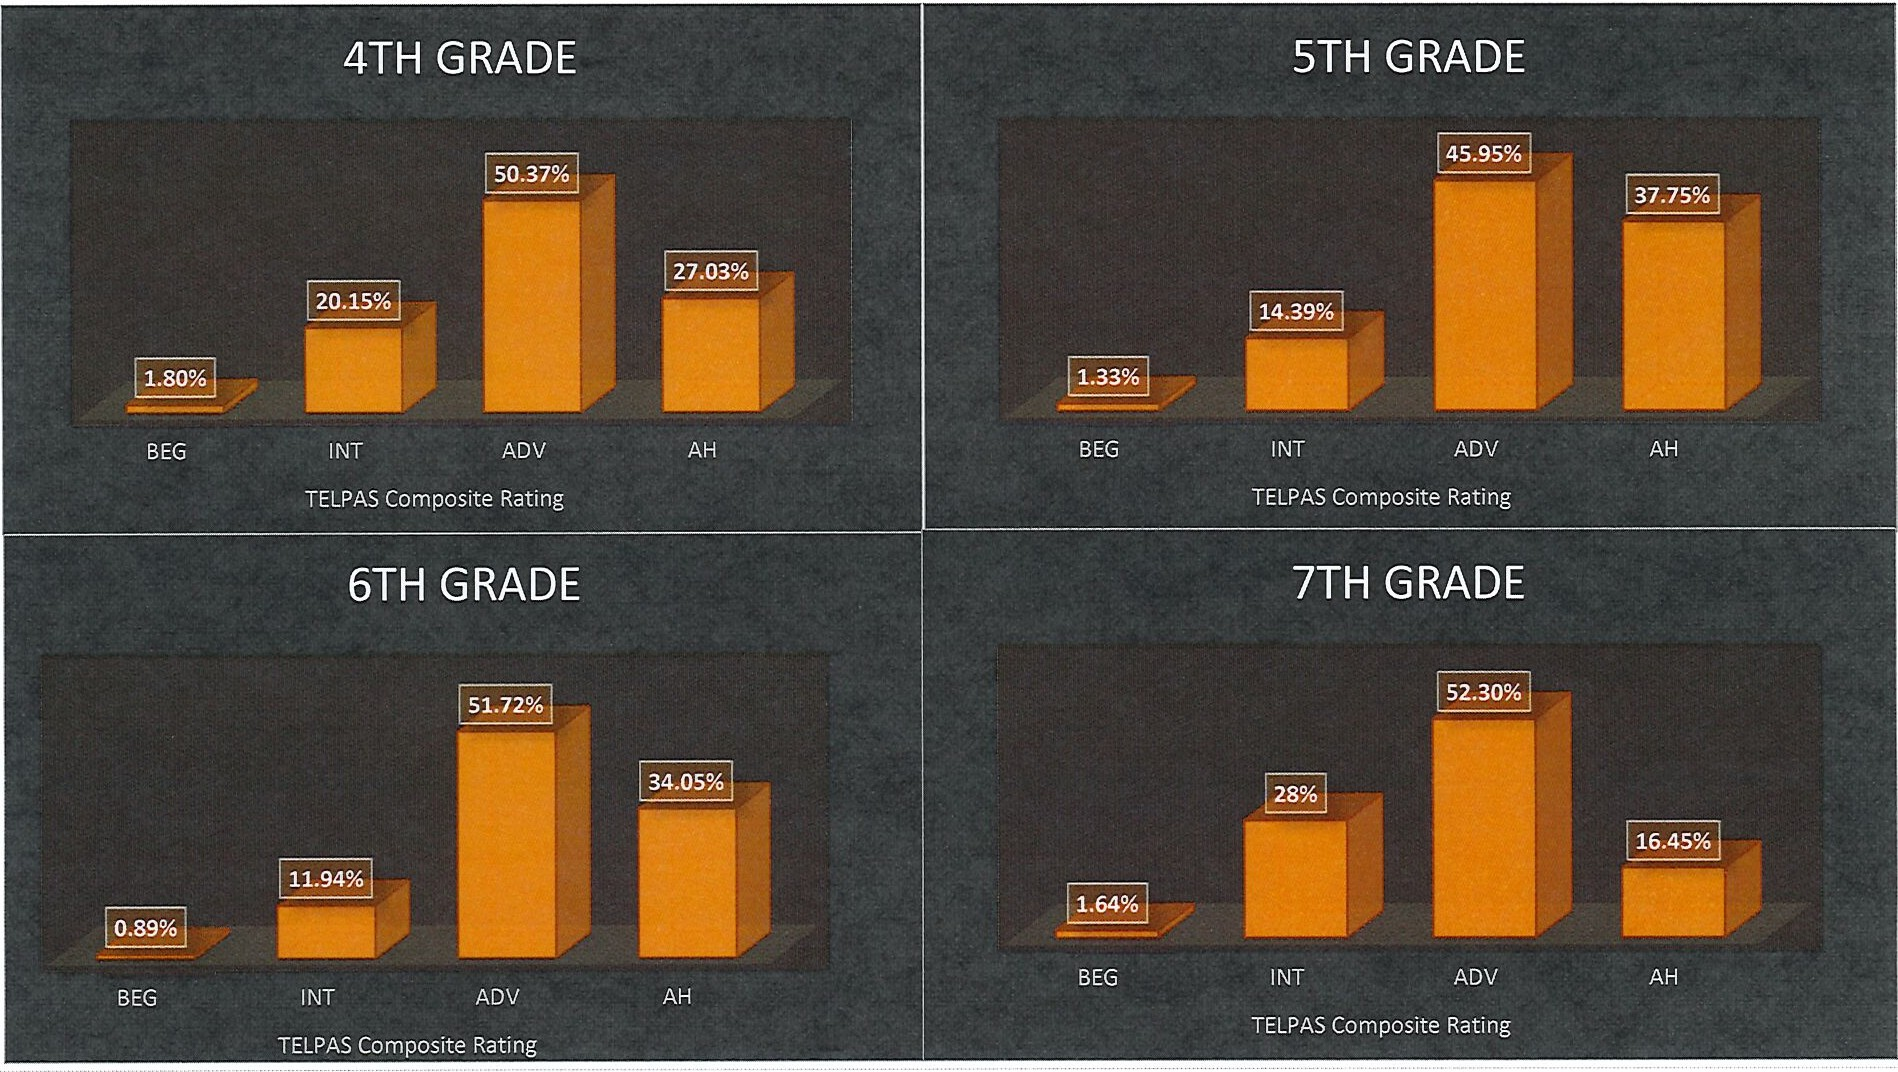 4TH GRADE
50.37%
27.03%
20.15%
1.80%
BEG INT ADV AH
TELPAS Composite Rating
5TH GRADE
45.95%
37.75%
14.39%
1.33%
BEG INT ADV AH
TELPAS Composite Rating
6TH GRADE
51.72%
34.05%
11.94%
0.89%
BEG INT ADV AH
TELPAS Composite Rating
7TH GRADE
52.30%
28%
16.45%
1.64%
BEG INT ADV AH
TELPAS Composite Rating